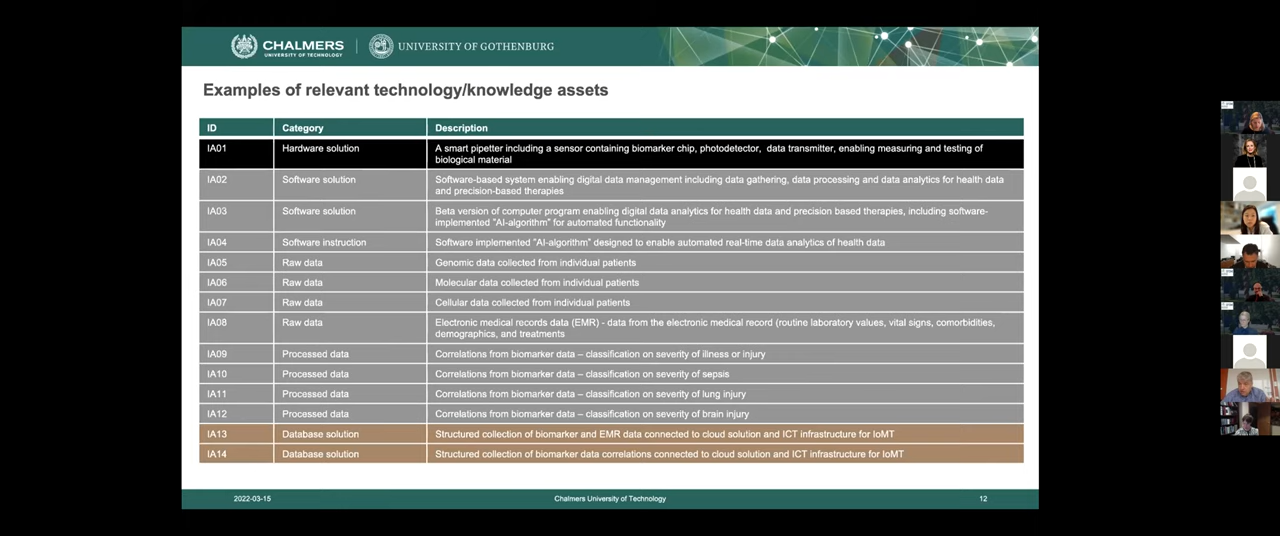 CHALMERS
UNIVERSITY OF TECHNOLOGY
UNIVERSITY OF GOTHENBURG
Examples of relevant technology/knowledge assets
ID Category Description
IA01 Hardware solution A smart pipetter including a sensor containing biomarker chip, photodetector, data transmitter, enabling measuring and testing of
biological material
IA02 Software solution Software-based system enabling digital data management including data gathering, data processing and data analytics for health data
and precision-based therapies
IA03 Software solution Beta version of computer program enabling digital data analytics for health data and precision based therapies, including software-
implemented "AI-algorithm" for automated functionality
IA04 Software instruction Software implemented "AI-algorithm" designed to enable automated real-time data analytics of health data
IA05 Raw data Genomic data collected from individual patients
IA06 Raw data Molecular data collected from individual patients
IA07 Raw data Cellular data collected from individual patients
IA08 Raw data Electronic medical records data (EMR) - data from the electronic medical record (routine laboratory values, vital signs, comorbidities,
demographics, and treatments
IA09 Processed data Correlations from biomarker data – classification on severity of illness or injury
IA10 Processed data Correlations from biomarker data – classification on severity of sepsis
IA11 Processed data Correlations from biomarker data – classification on severity of lung injury
IA12 Processed data Correlations from biomarker data – classification on severity of brain injury
IA13 Database solution Structured collection of biomarker and EMR data connected to cloud solution and ICT infrastructure for IoMT
IA14 Database solution Structured collection of biomarker data correlations connected to cloud solution and ICT infrastructure for IoMT
2022-03-15 Chalmers University of Technology 12